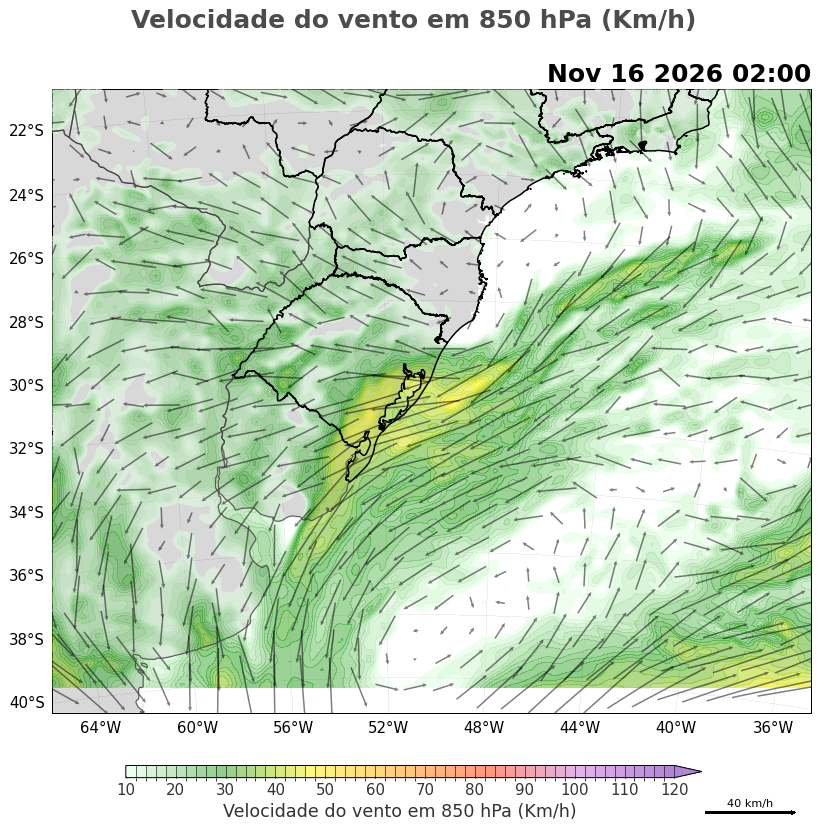 Velocidade do vento em 850 hPa (Km/h)
Nov 16 2026 02:00
22°S
24°S
26°S
28°S
30°S
32°S
34°S
36°S
38°S
40°S
64°W 60°W 56°W 52°W 48°W 44°W 40°W 36°W
10 20 30 40 50 60 70 80 90 100 110 120
Velocidade do vento em 850 hPa (Km/h)
40 km/h